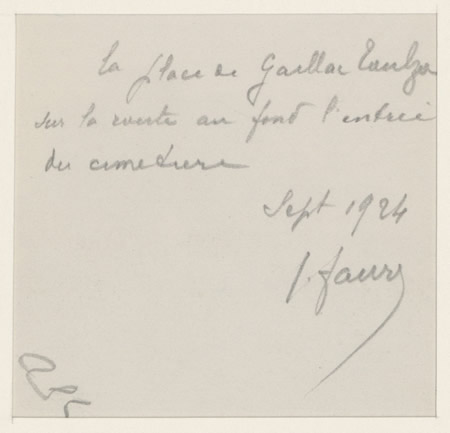 la place de Gaillac Toulza
sur la route au fond l'entrée
du cimetiere
Sept 1924
J. Faure